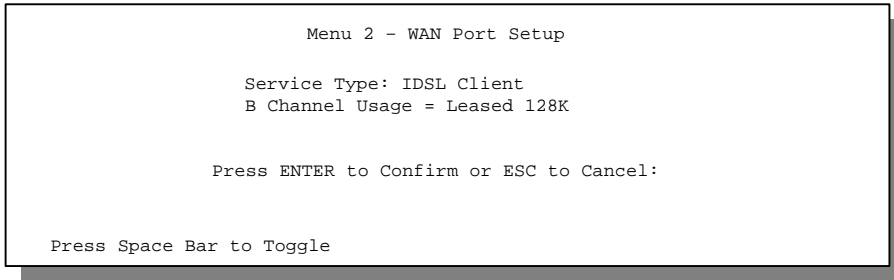 Menu 2 – WAN Port Setup
Service Type: IDSL Client
B Channel Usage = Leased 128K
Press ENTER to Confirm or ESC to Cancel:
Press Space Bar to Toggle